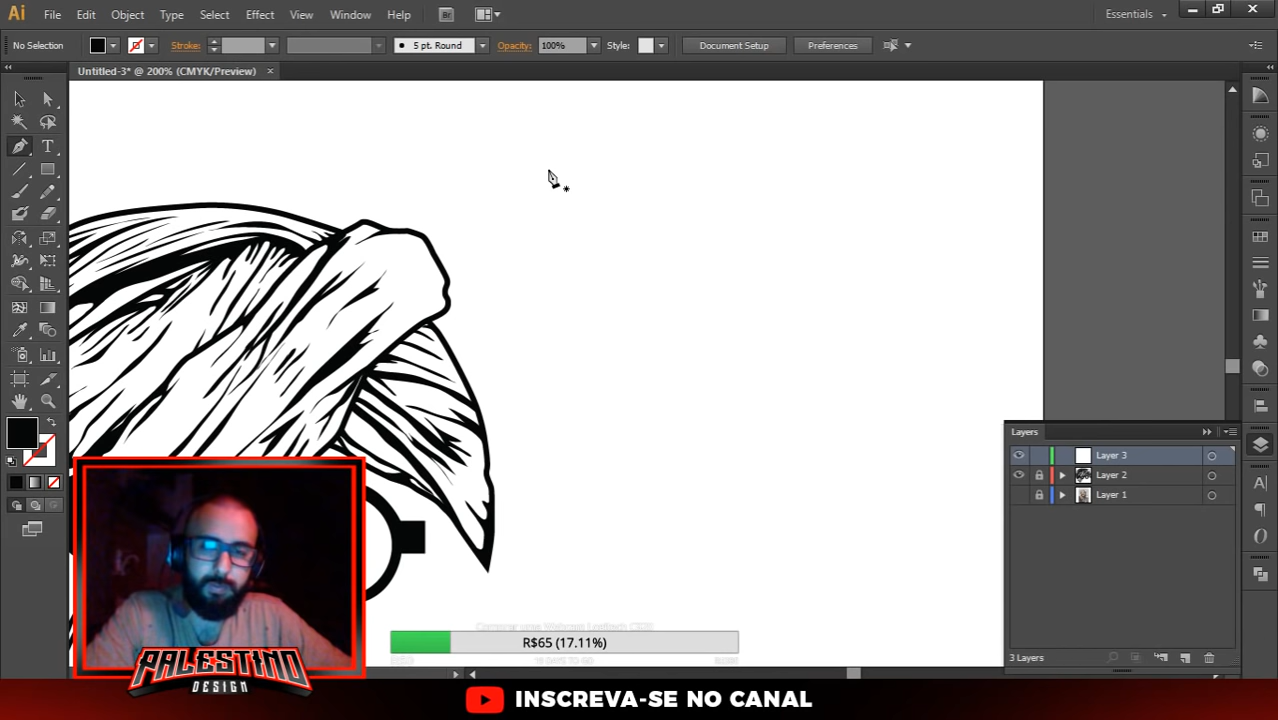 Ai File Edit Object Type Select Effect View Window Help Br Essentials
No Selection Stroke: 5 pt. Round Opacity: 100% Style: Document Setup Preferences
Untitled-3* @ 200% (CMYK/Preview)
T
Layers
Layer 3
Layer 2
Layer 1
R$65 (17.11%)
3 Layers
PALESTINO
DESIGN
INSCREVA-SE NO CANAL